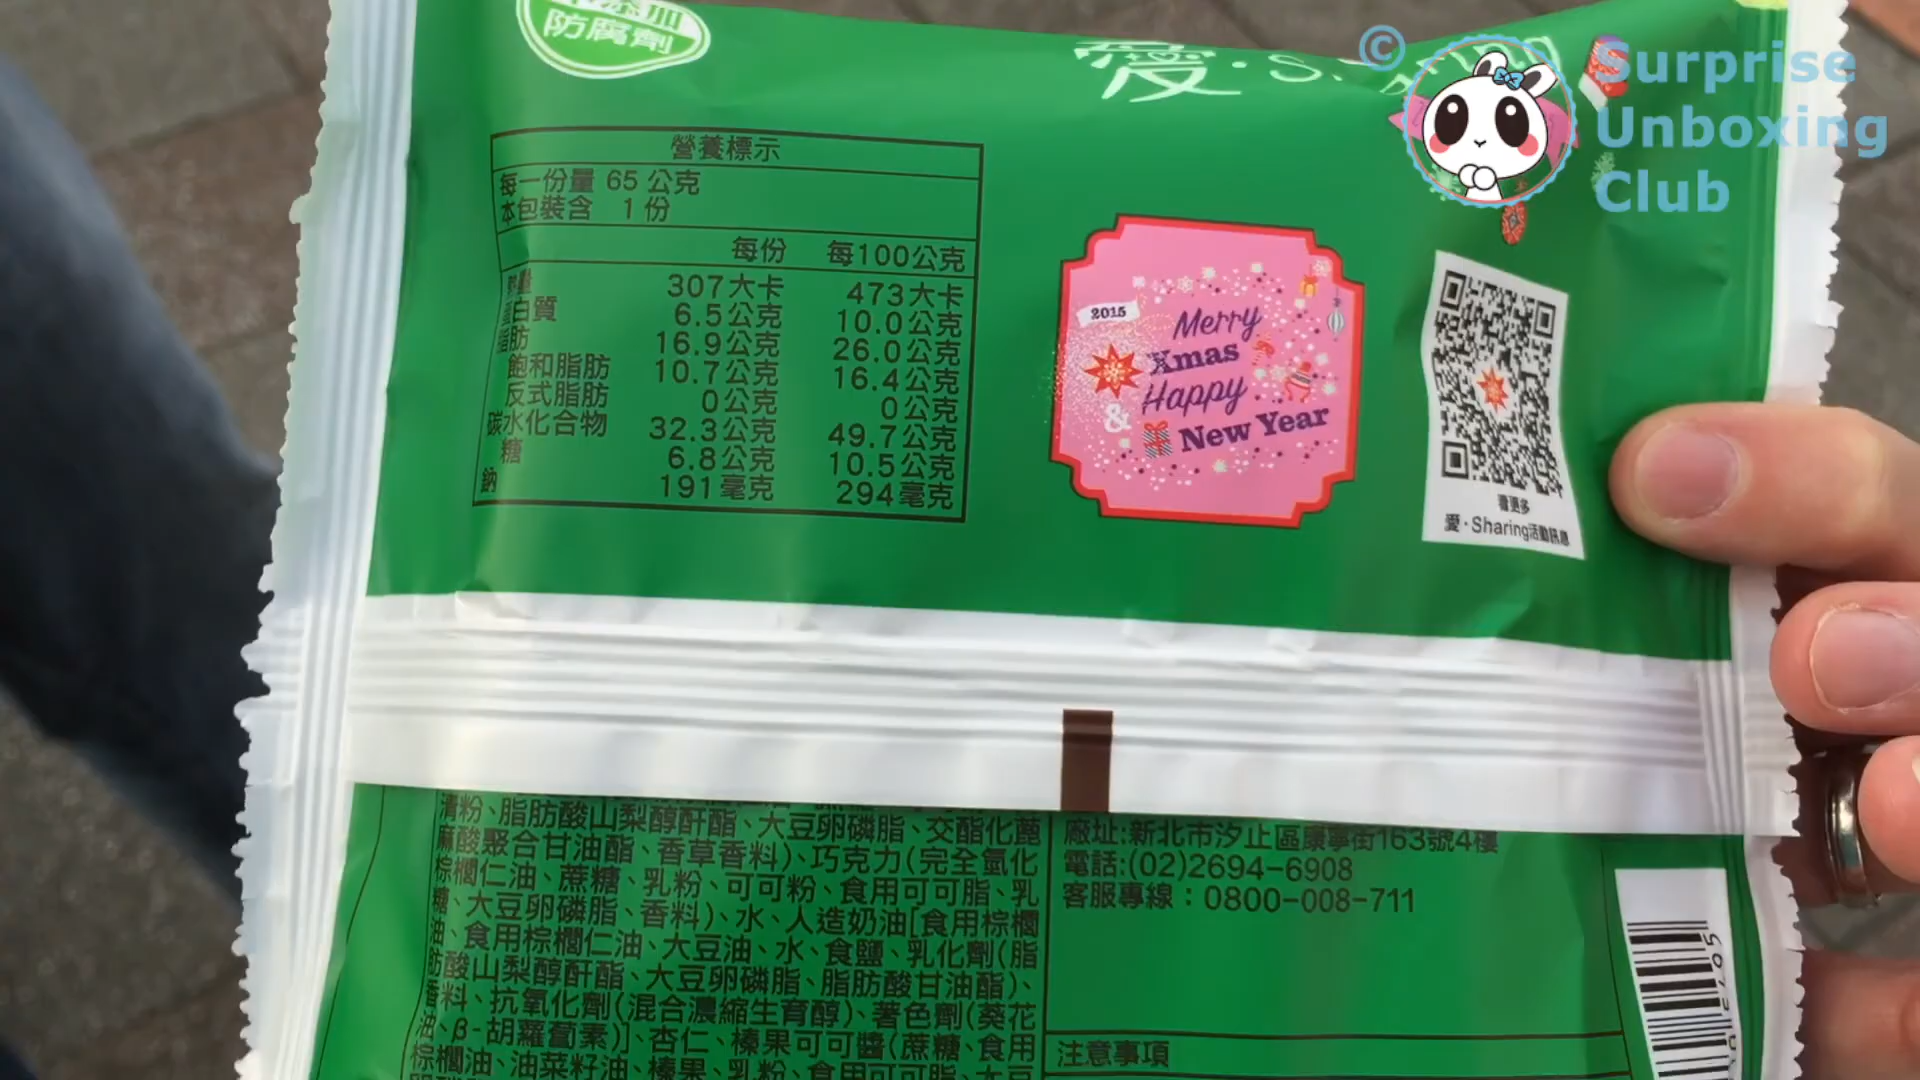 防腐劑
愛·S
© Surprise
Unboxing
Club
營養標示
每一份量 65 公克
本包裝含 1 份
每份 每100公克
熱量 307大卡 473大卡
蛋白質 6.5公克 10.0公克
脂肪 16.9公克 26.0公克
飽和脂肪 10.7公克 16.4公克
反式脂肪 0公克 0公克
碳水化合物 32.3公克 49.7公克
糖 6.8公克 10.5公克
鈉 191毫克 294毫克
2015
Merry
Xmas
Happy
&
New Year
看更多
愛·Sharing活動訊息
清粉、脂肪酸山梨醇酐酯、大豆卵磷脂、交酯化蓖
麻酸聚合甘油酯、香草香料)、巧克力(完全氫化
棕櫚仁油、蔗糖、乳粉、可可粉、食用可可脂、乳
糖、大豆卵磷脂、香料)、水、人造奶油[食用棕櫚
油、食用棕櫚仁油、大豆油、水、食鹽、乳化劑(脂
肪酸山梨醇酐酯、大豆卵磷脂、脂肪酸甘油酯)、
香料、抗氧化劑(混合濃縮生育醇)、著色劑(葵花
油、β-胡蘿蔔素)]、杏仁、榛果可可醬(蔗糖、食用
棕櫚油、油菜籽油、榛果、乳粉、食用可可脂、大豆
廠址:新北市汐止區康寧街163號4樓
電話:(02)2694-6908
客服專線：0800-008-711
注意事項